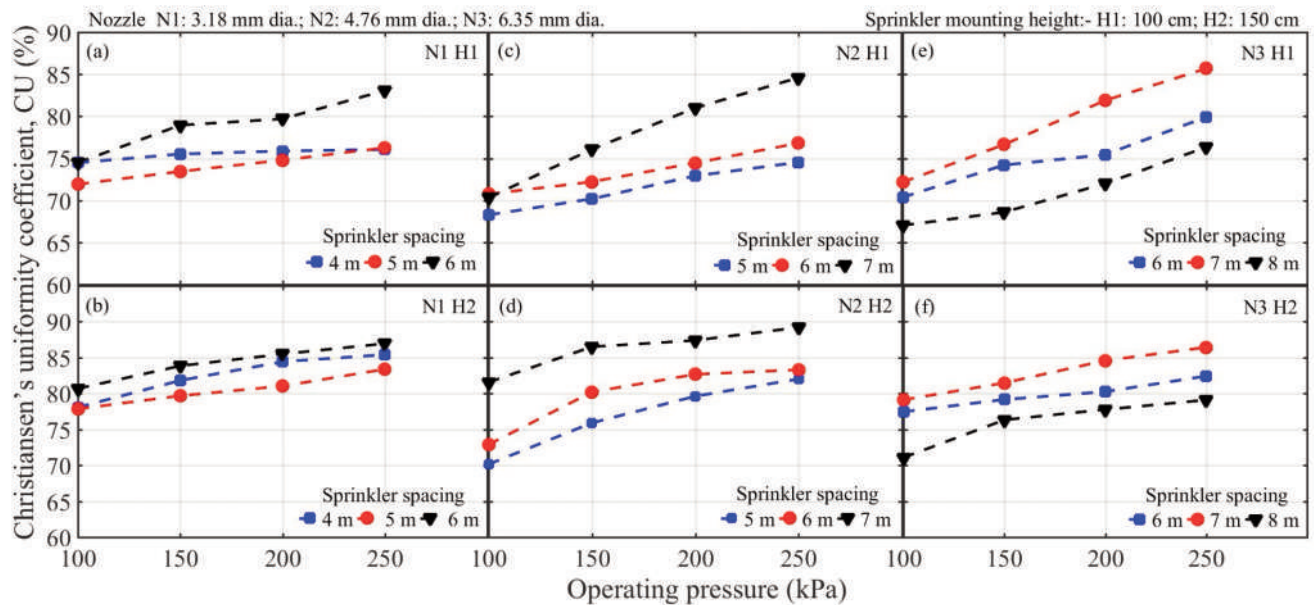 Nozzle N1: 3.18 mm dia.; N2: 4.76 mm dia.; N3: 6.35 mm dia.
Sprinkler mounting height:- H1: 100 cm; H2: 150 cm
Christiansen's uniformity coefficient, CU (%)
90
85
80
75
70
65
60
(a)
N1 H1
Sprinkler spacing
4 m 5 m 6 m
(c)
N2 H1
Sprinkler spacing
5 m 6 m 7 m
(e)
N3 H1
Sprinkler spacing
6 m 7 m 8 m
90
85
80
75
70
65
60
(b)
N1 H2
Sprinkler spacing
4 m 5 m 6 m
(d)
N2 H2
Sprinkler spacing
5 m 6 m 7 m
(f)
N3 H2
Sprinkler spacing
6 m 7 m 8 m
100 150 200 250 100 150 200 250 100 150 200 250
Operating pressure (kPa)